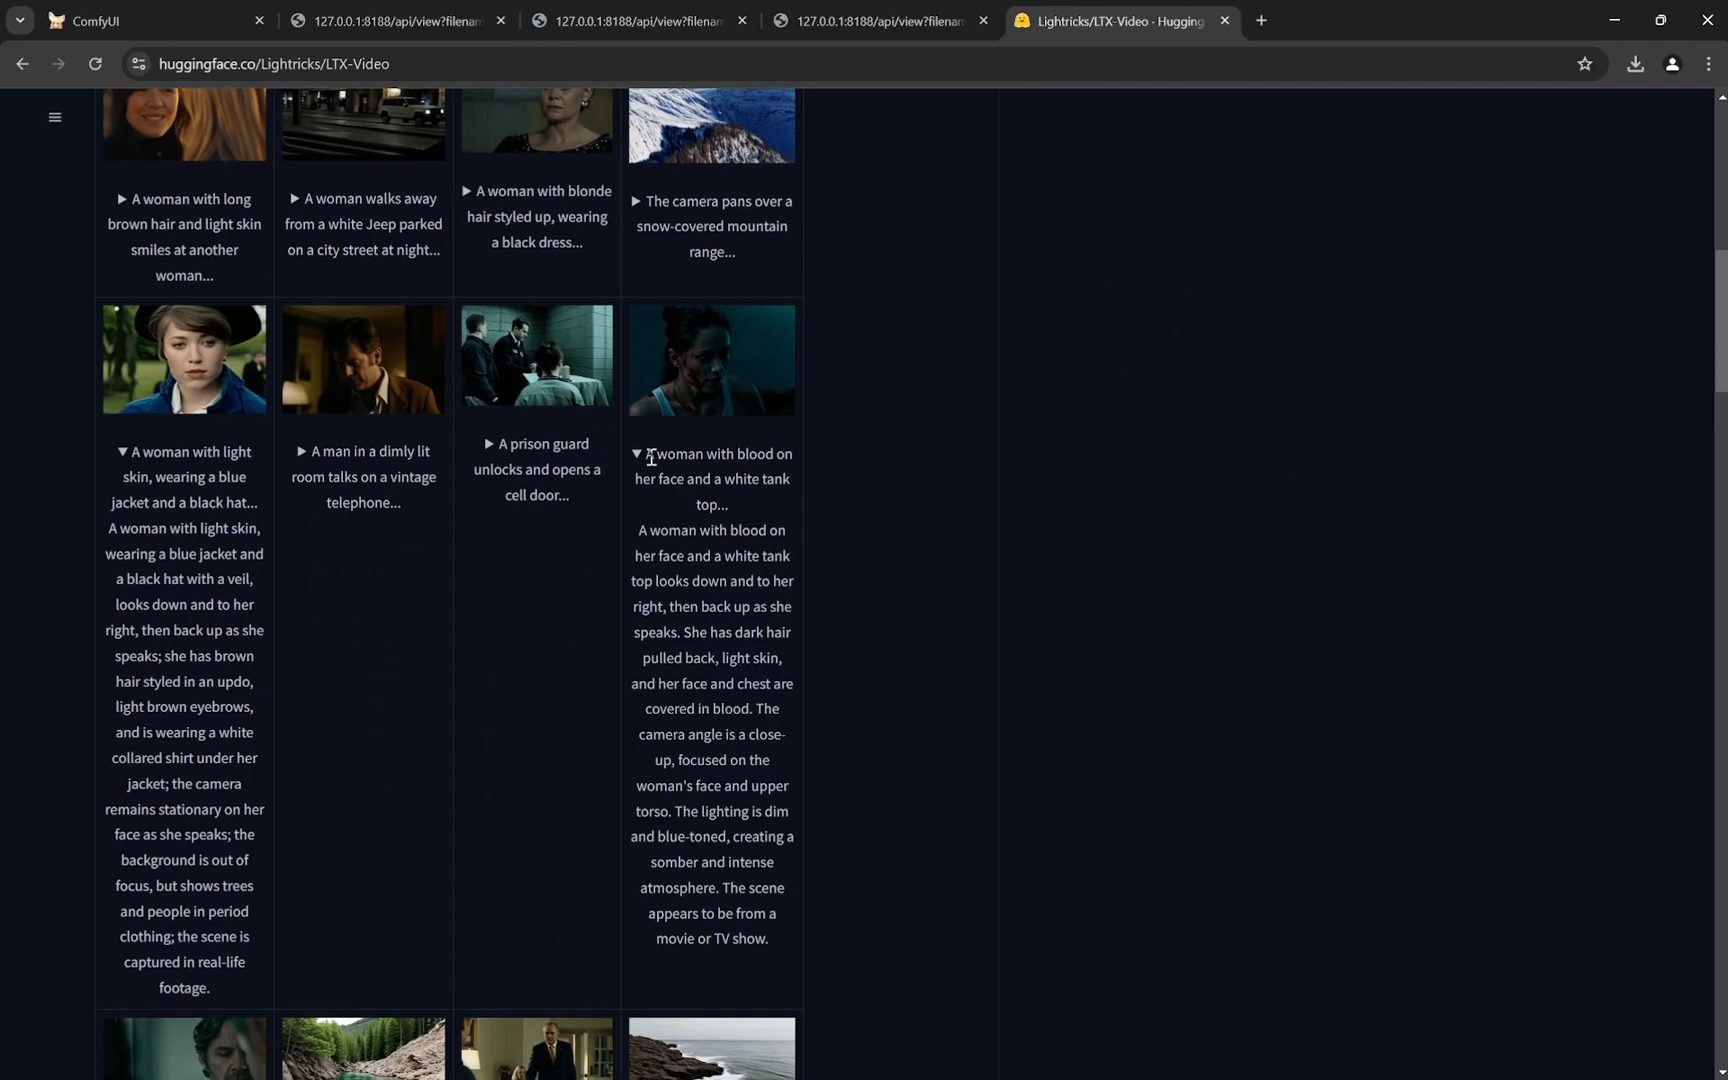 ComfyUI
127.0.0.1:8188/api/view?filenam
127.0.0.1:8188/api/view?filenam
127.0.0.1:8188/api/view?filenam
Lightricks/LTX-Video · Hugging
huggingface.co/Lightricks/LTX-Video
A woman with long
brown hair and light skin
smiles at another
woman...
A woman walks away
from a white Jeep parked
on a city street at night...
A woman with blonde
hair styled up, wearing
a black dress...
The camera pans over a
snow-covered mountain
range...
A woman with light
skin, wearing a blue
jacket and a black hat...
A woman with light skin,
wearing a blue jacket and
a black hat with a veil,
looks down and to her
right, then back up as she
speaks; she has brown
hair styled in an updo,
light brown eyebrows,
and is wearing a white
collared shirt under her
jacket; the camera
remains stationary on her
face as she speaks; the
background is out of
focus, but shows trees
and people in period
clothing; the scene is
captured in real-life
footage.
A man in a dimly lit
room talks on a vintage
telephone...
A prison guard
unlocks and opens a
cell door...
A woman with blood on
her face and a white tank
top...
A woman with blood on
her face and a white tank
top looks down and to her
right, then back up as she
speaks. She has dark hair
pulled back, light skin,
and her face and chest are
covered in blood. The
camera angle is a close-
up, focused on the
woman's face and upper
torso. The lighting is dim
and blue-toned, creating a
somber and intense
atmosphere. The scene
appears to be from a
movie or TV show.